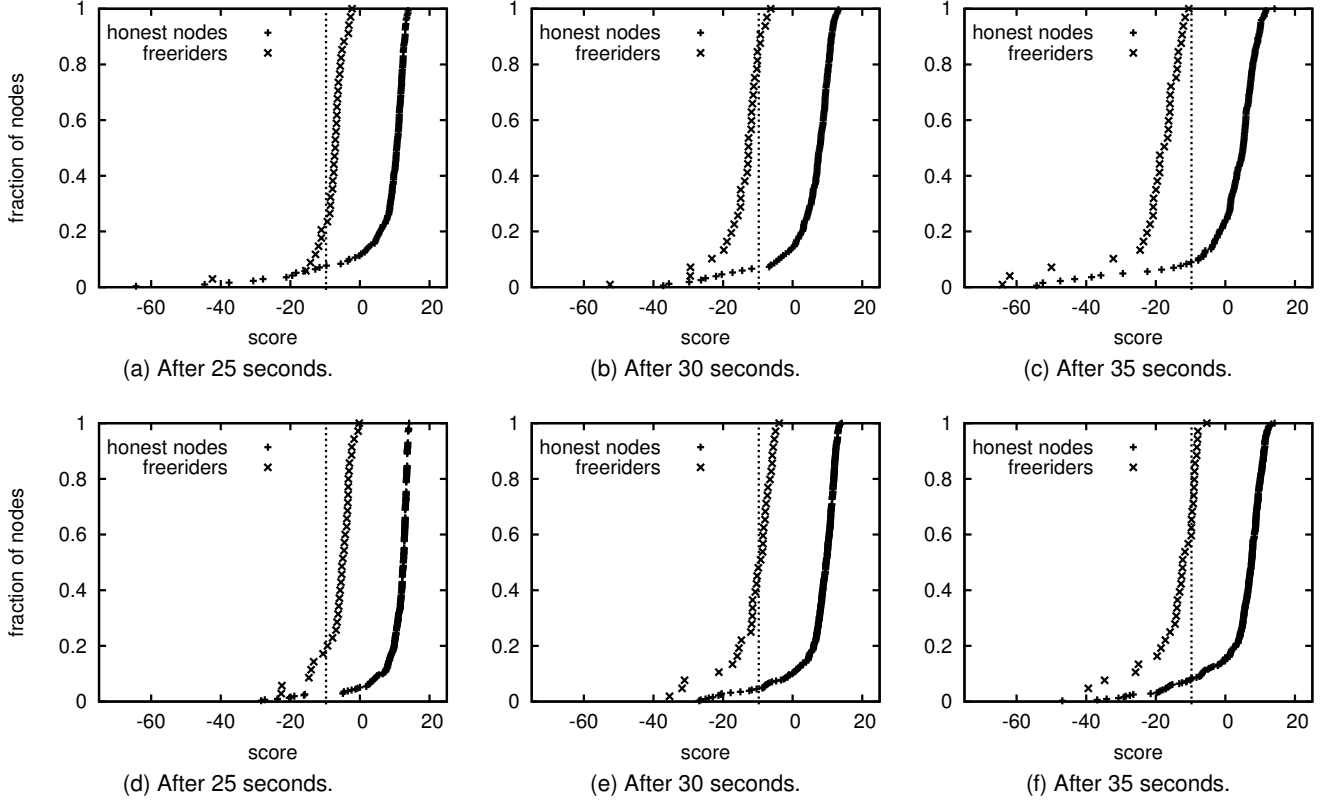 1
0.8
0.6
0.4
0.2
0
fraction of nodes
honest nodes
freeriders
-60 -40 -20 0 20
score
(a) After 25 seconds.
1
0.8
0.6
0.4
0.2
0
honest nodes
freeriders
-60 -40 -20 0 20
score
(b) After 30 seconds.
1
0.8
0.6
0.4
0.2
0
honest nodes
freeriders
-60 -40 -20 0 20
score
(c) After 35 seconds.
1
0.8
0.6
0.4
0.2
0
fraction of nodes
honest nodes
freeriders
-60 -40 -20 0 20
score
(d) After 25 seconds.
1
0.8
0.6
0.4
0.2
0
honest nodes
freeriders
-60 -40 -20 0 20
score
(e) After 30 seconds.
1
0.8
0.6
0.4
0.2
0
honest nodes
freeriders
-60 -40 -20 0 20
score
(f) After 35 seconds.